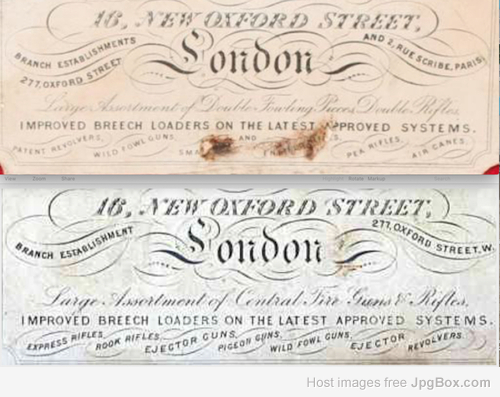 16, NEW OXFORD STREET,
BRANCH ESTABLISHMENTS
277, OXFORD STREET
London
AND 2, RUE SCRIBE, PARIS
Large Assortment of Double Fowling Pieces, Double Rifles,
IMPROVED BREECH LOADERS ON THE LATEST APPROVED SYSTEMS.
PATENT REVOLVERS, WILD FOWL GUNS, AND PEA RIFLES, AIR CANES.
16, NEW OXFORD STREET,
BRANCH ESTABLISHMENT
London
277, OXFORD STREET, W.
Large Assortment of Central Fire Guns & Rifles,
IMPROVED BREECH LOADERS ON THE LATEST APPROVED SYSTEMS.
EXPRESS RIFLES, ROOK RIFLES, EJECTOR GUNS, PIGEON GUNS, WILD FOWL GUNS, EJECTOR REVOLVERS.
Host images free JpgBox.com